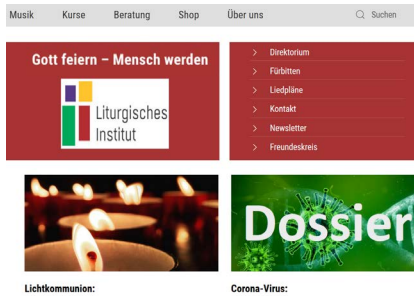 Musik Kurse Beratung Shop Über uns Suchen
Gott feiern – Mensch werden
Liturgisches
Institut
Direktorium
Fürbitten
Liedpläne
Kontakt
Newsletter
Freundeskreis
Dossier
Lichtkommunion:
Corona-Virus: